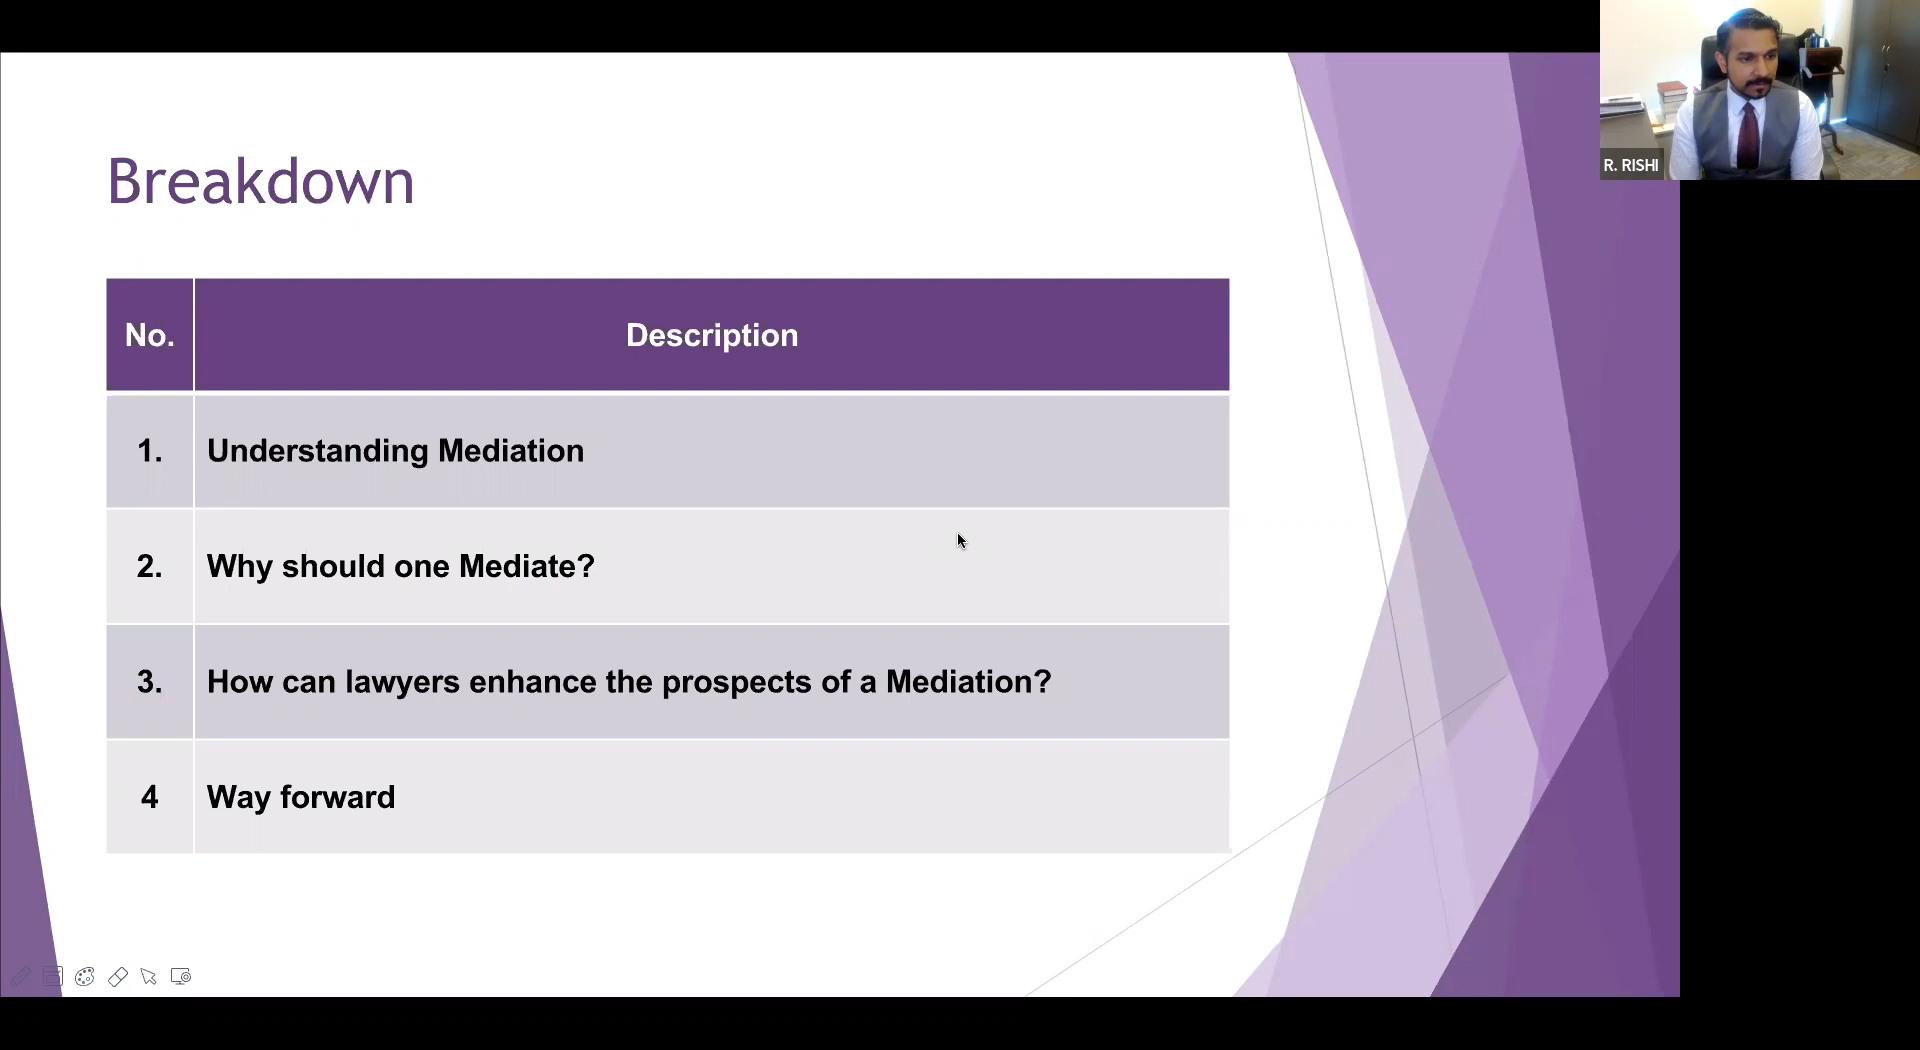 Breakdown
No. Description
1. Understanding Mediation
2. Why should one Mediate?
3. How can lawyers enhance the prospects of a Mediation?
4 Way forward
R. RISHI